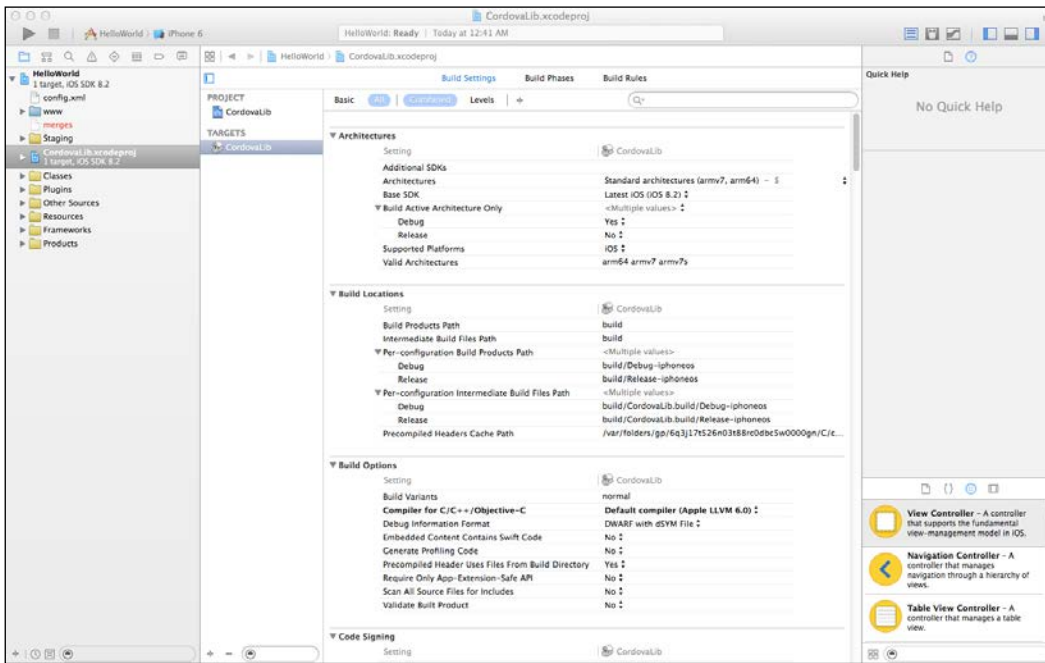 CordovaLib.xcodeproj
HelloWorld iPhone 6
HelloWorld: Ready | Today at 12:41 AM
HelloWorld
1 target, iOS SDK 8.2
config.xml
www
merges
Staging
CordovaLib.xcodeproj
1 target, iOS SDK 8.2
Classes
Plugins
Other Sources
Resources
Frameworks
Products
HelloWorld CordovaLib.xcodeproj
Build Settings Build Phases Build Rules
PROJECT
CordovaLib
TARGETS
CordovaLib
Basic All Combined Levels +
Architectures
Setting CordovaLib
Additional SDKs
Architectures Standard architectures (armv7, arm64) – $
Base SDK Latest iOS (iOS 8.2)
Build Active Architecture Only <Multiple values>
Debug Yes
Release No
Supported Platforms iOS
Valid Architectures arm64 armv7 armv7s
Build Locations
Setting CordovaLib
Build Products Path build
Intermediate Build Files Path build
Per-configuration Build Products Path <Multiple values>
Debug build/Debug-iphoneos
Release build/Release-iphoneos
Per-configuration Intermediate Build Files Path <Multiple values>
Debug build/CordovaLib.build/Debug-iphoneos
Release build/CordovaLib.build/Release-iphoneos
Precompiled Headers Cache Path
Build Options
Setting CordovaLib
Build Variants normal
Compiler for C/C++/Objective-C Default compiler (Apple LLVM 6.0)
Debug Information Format DWARF with dSYM File
Embedded Content Contains Swift Code No
Generate Profiling Code No
Precompiled Header Uses Files From Build Directory Yes
Require Only App-Extension-Safe API No
Scan All Source Files for Includes No
Validate Built Product No
Code Signing
Setting CordovaLib
Quick Help
No Quick Help
View Controller – A controller
that supports the fundamental
view-management model in iOS.
Navigation Controller – A
controller that manages
navigation through a hierarchy of
views.
Table View Controller – A
controller that manages a table
view.